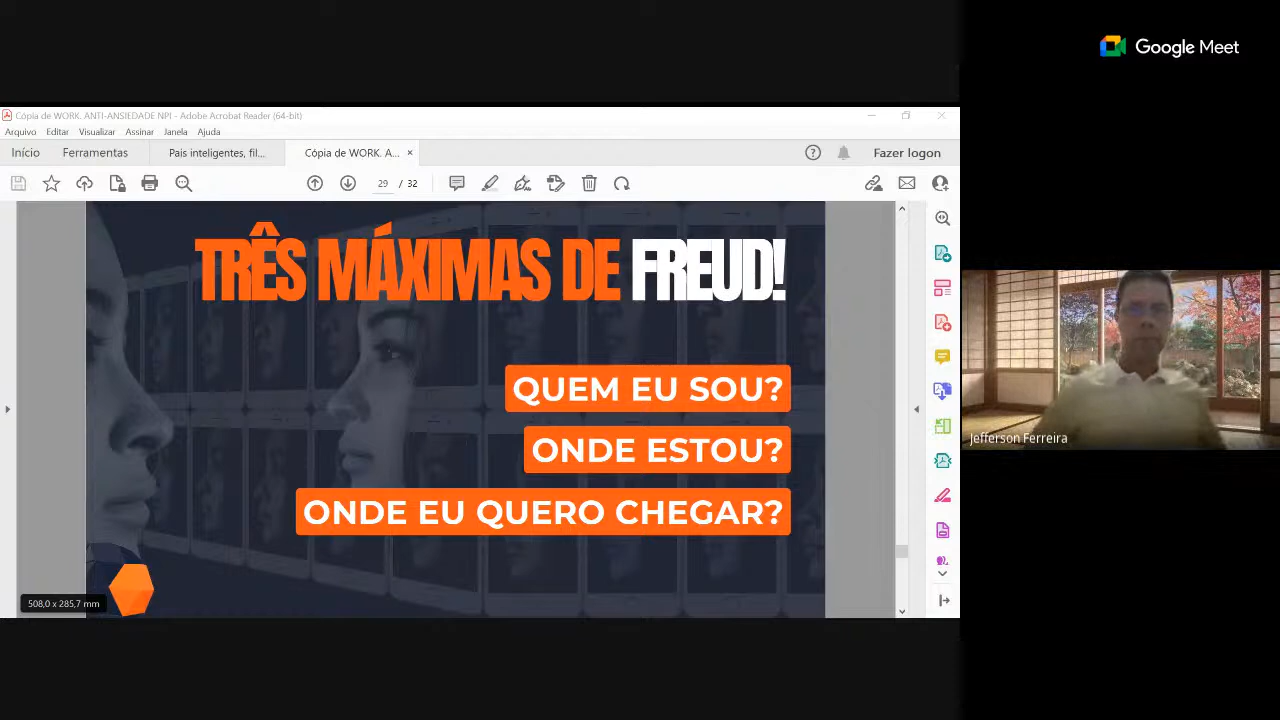 Google Meet
Cópia de WORK. ANTI-ANSIEDADE NPI - Adobe Acrobat Reader (64-bit)
Arquivo Editar Visualizar Assinar Janela Ajuda
Início Ferramentas Pais inteligentes, fil... Cópia de WORK. A... × Fazer logon
29 / 32
TRÊS MÁXIMAS DE FREUD!
QUEM EU SOU?
ONDE ESTOU?
ONDE EU QUERO CHEGAR?
Jefferson Ferreira
508,0 x 285,7 mm